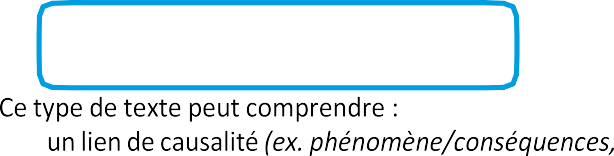 Ce type de texte peut comprendre :
un lien de causalité (ex. phénomène/conséquences,